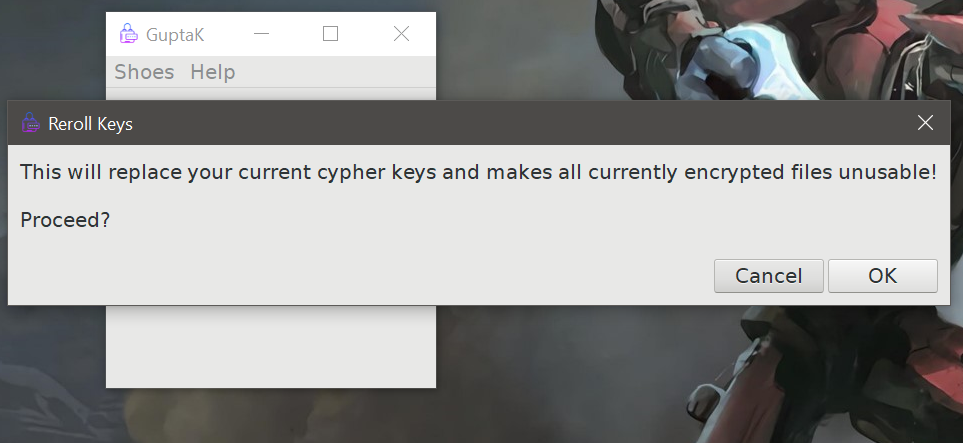 GuptaK
Shoes Help
Reroll Keys
This will replace your current cypher keys and makes all currently encrypted files unusable!
Proceed?
Cancel OK